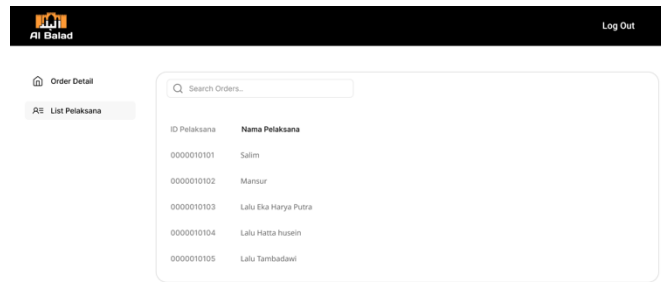 البلد
Al Balad
Log Out
Order Detail
List Pelaksana
Search Orders..
ID Pelaksana Nama Pelaksana
0000010101 Salim
0000010102 Mansur
0000010103 Lalu Eka Harya Putra
0000010104 Lalu Hatta husein
0000010105 Lalu Tambadawi